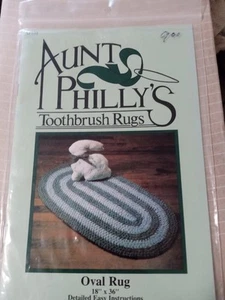 AUNT
PHILLY'S
Toothbrush Rugs
Oval Rug
18" x 36"
Detailed Easy Instructions